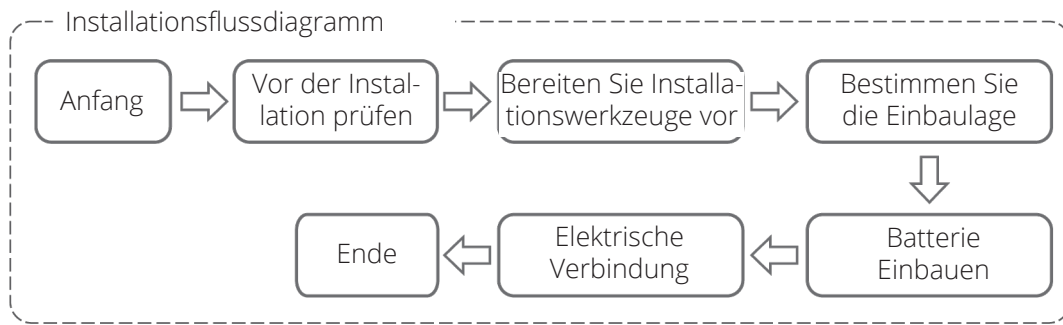 Installationsflussdiagramm
Anfang
Vor der Instal-
lation prüfen
Bereiten Sie Installa-
tionswerkzeuge vor
Bestimmen Sie
die Einbaulage
Batterie
Einbauen
Elektrische
Verbindung
Ende